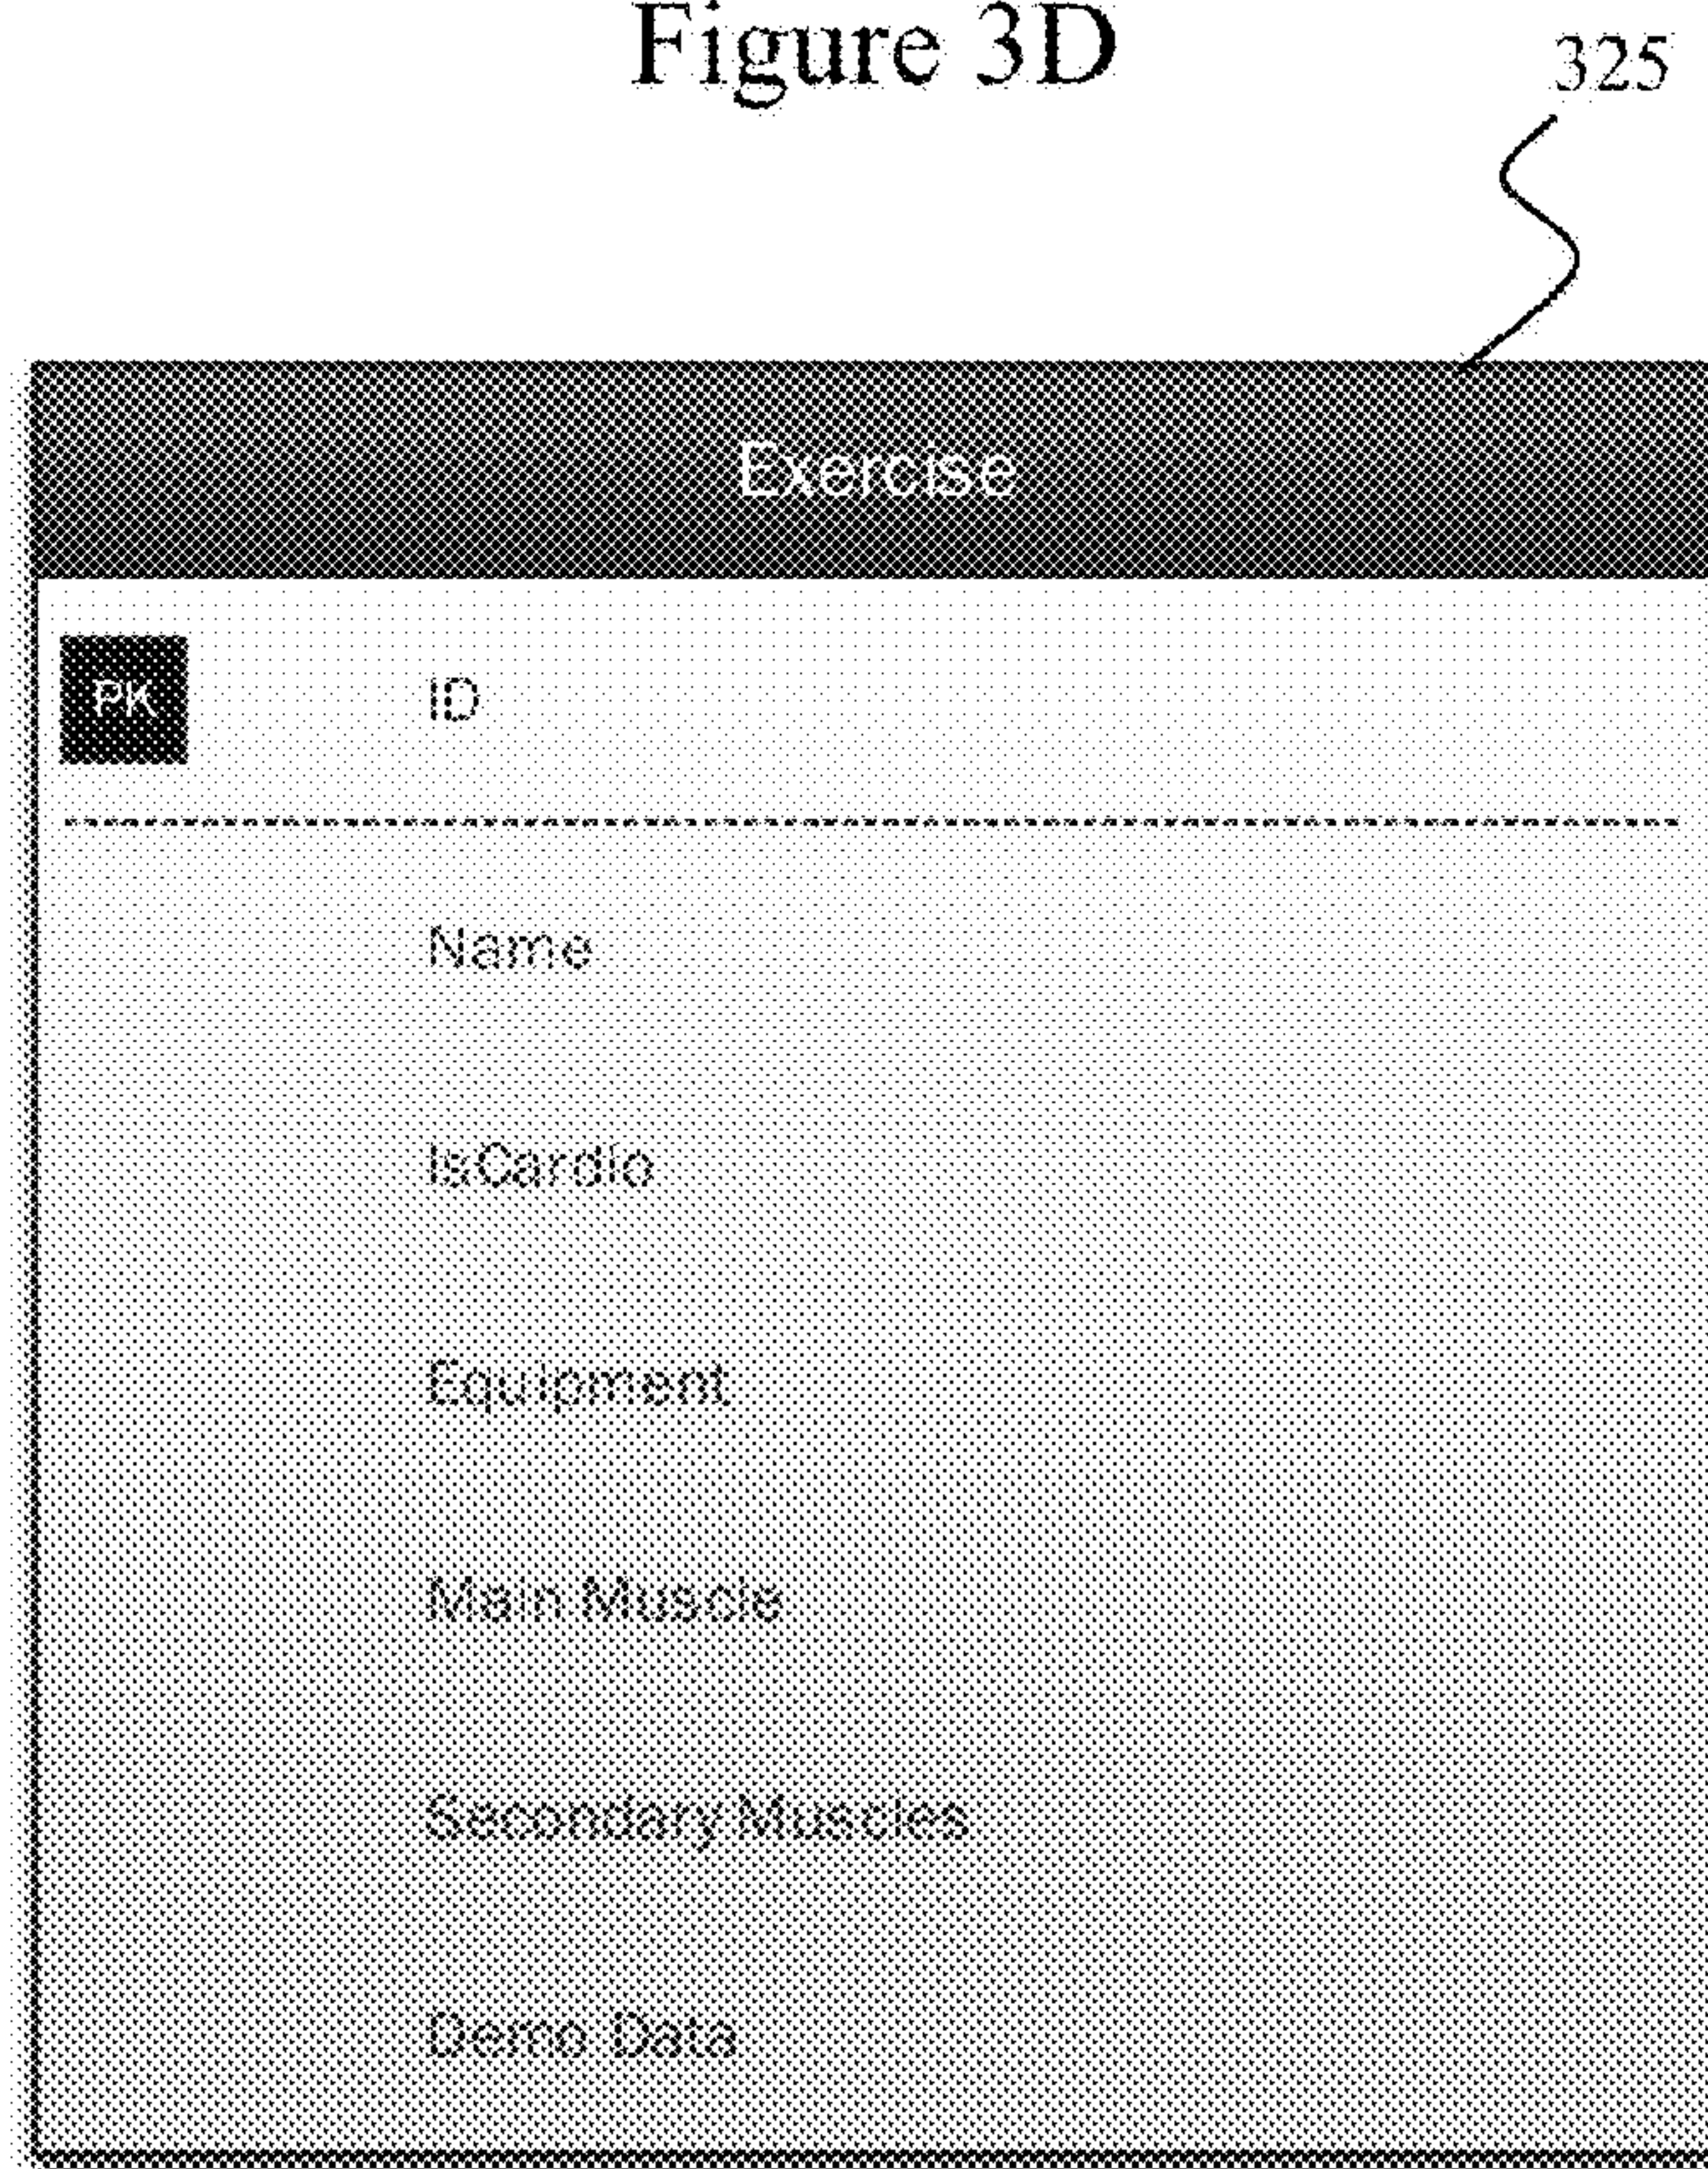 Figure 3D
325
Exercise
PK ID
Name
IsCardio
Equipment
Main Muscle
Secondary Muscles
Demo Data